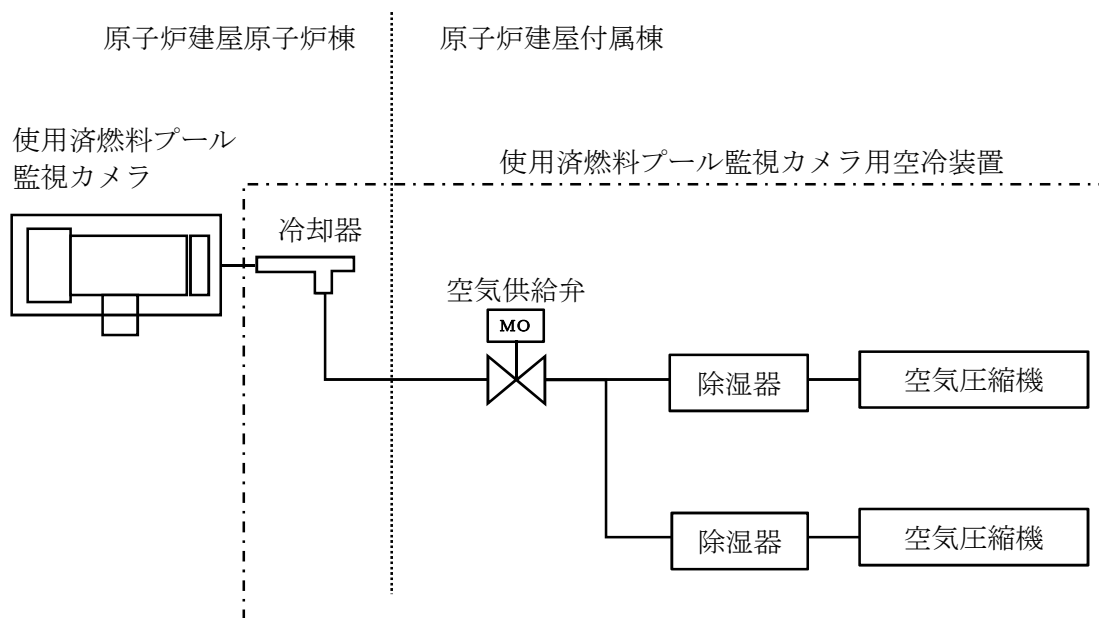 原子炉建屋原子炉棟
原子炉建屋付属棟
使用済燃料プール
監視カメラ
使用済燃料プール監視カメラ用空冷装置
冷却器
空気供給弁
MO
除湿器
空気圧縮機
除湿器
空気圧縮機